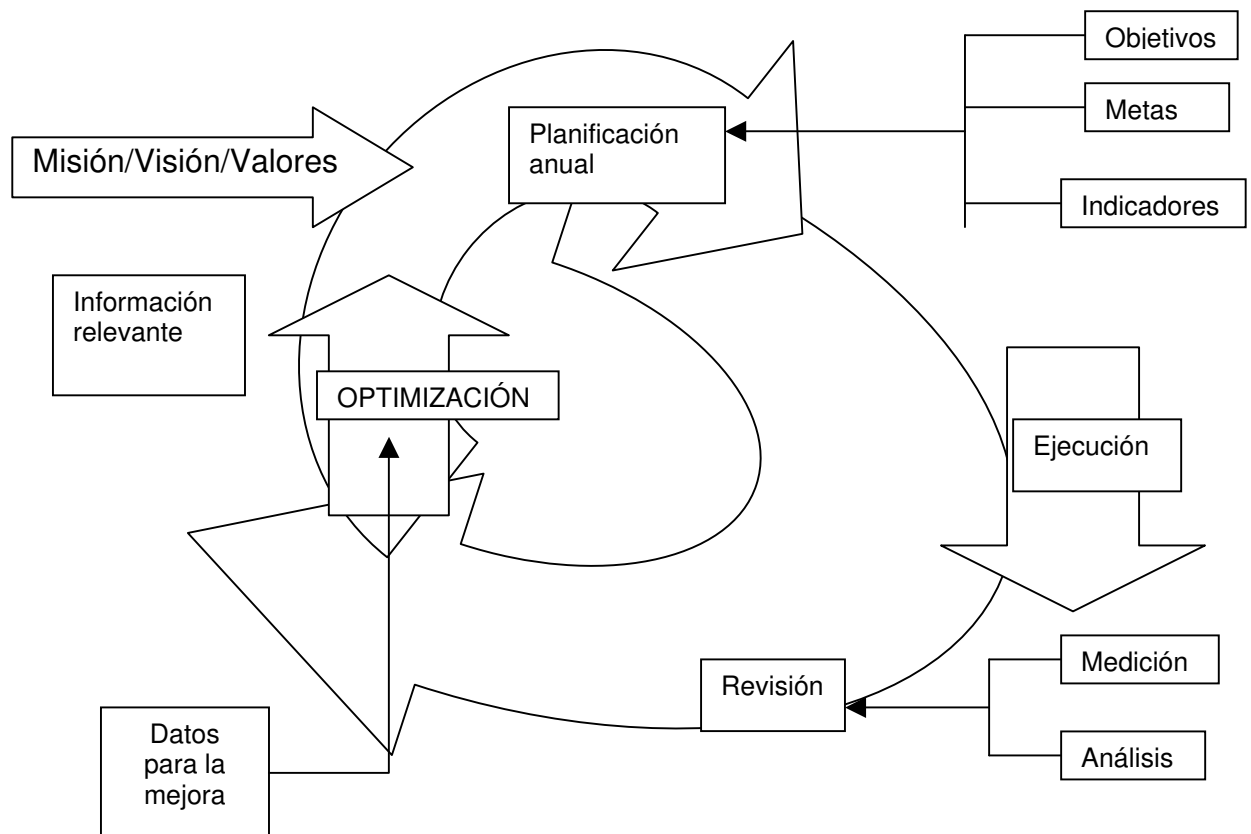 Objetivos
Metas
Indicadores
Planificación
anual
Misión/Visión/Valores
Información
relevante
OPTIMIZACIÓN
Ejecución
Revisión
Medición
Análisis
Datos
para la
mejora